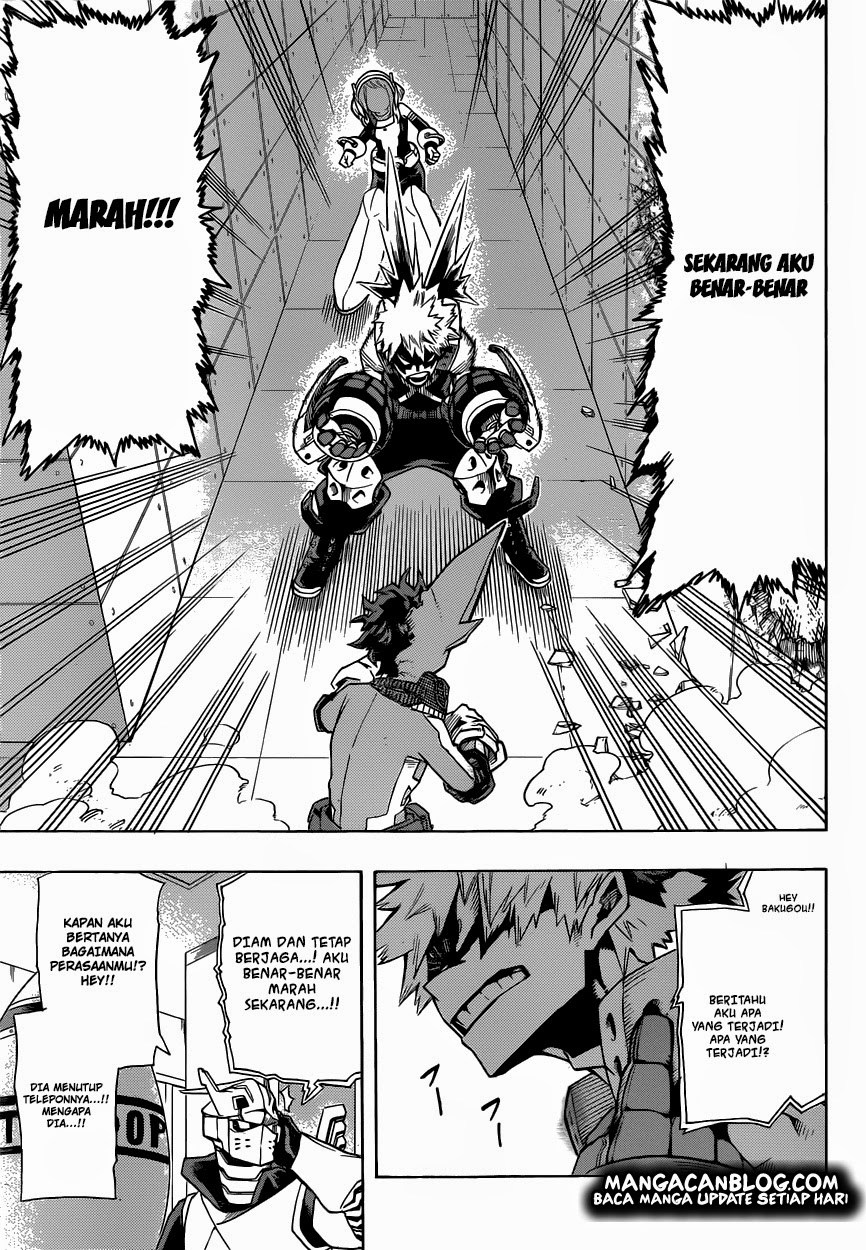 SEKARANG AKU
BENAR-BENAR
MARAH!!!
HEY
BAKUGOU!!
BERITAHU
AKU APA
YANG TERJADI!
APA YANG
TERJADI!?
DIAM DAN TETAP
BERJAGA...! AKU
BENAR-BENAR
MARAH
SEKARANG...!!
KAPAN AKU
BERTANYA
BAGAIMANA
PERASAANMU!?
HEY!!
DIA MENUTUP
TELEPONNYA...!!
MENGAPA
DIA...!!
MANGACANBLOG.COM
BACA MANGA UPDATE SETIAP HARI